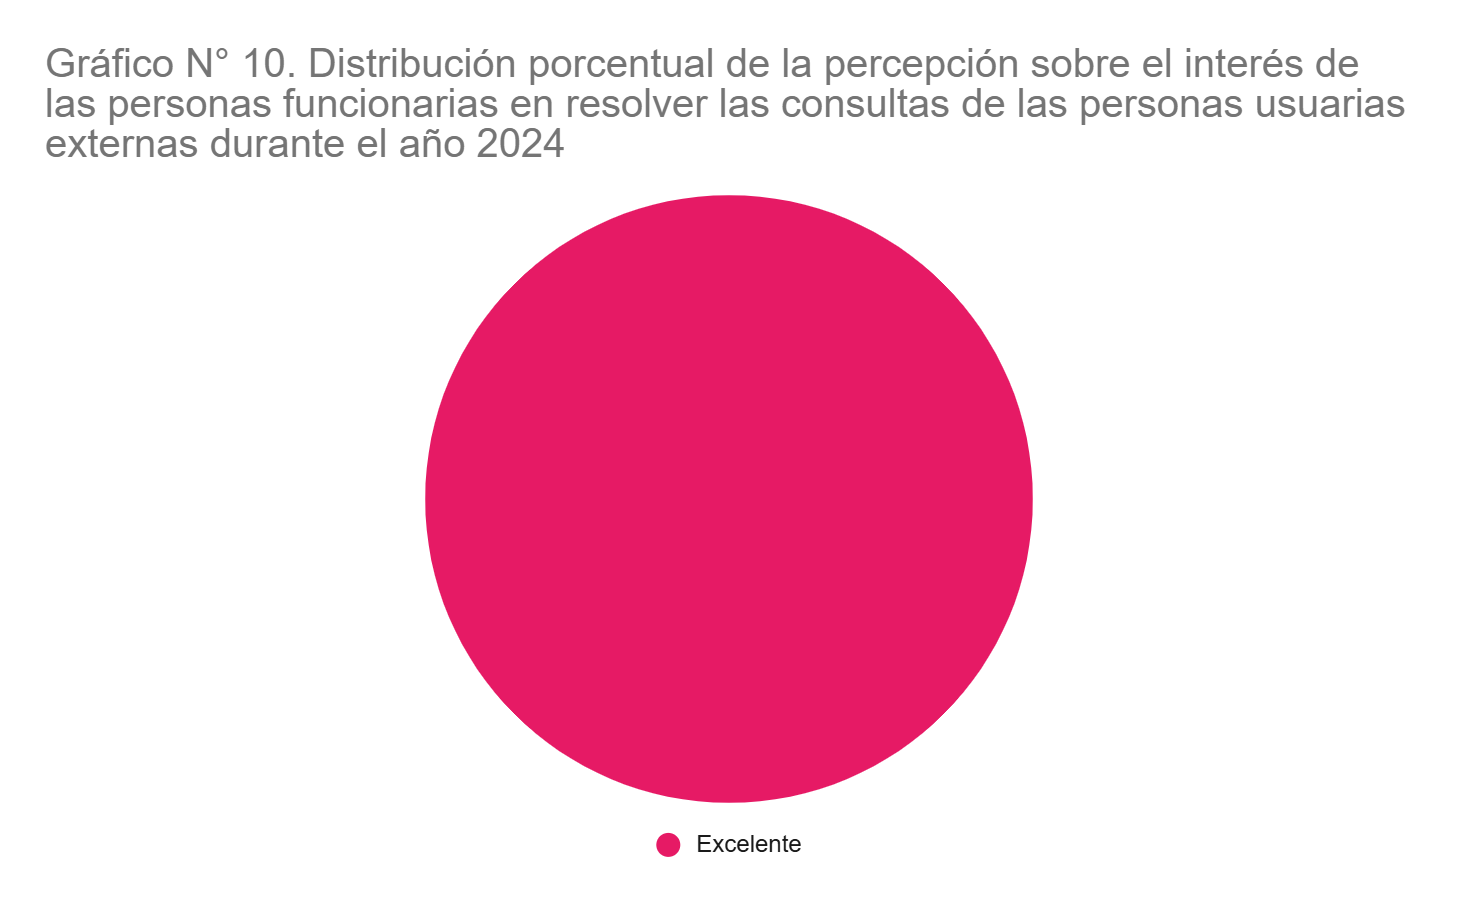 Gráfico N° 10. Distribución porcentual de la percepción sobre el interés de
las personas funcionarias en resolver las consultas de las personas usuarias
externas durante el año 2024
Excelente